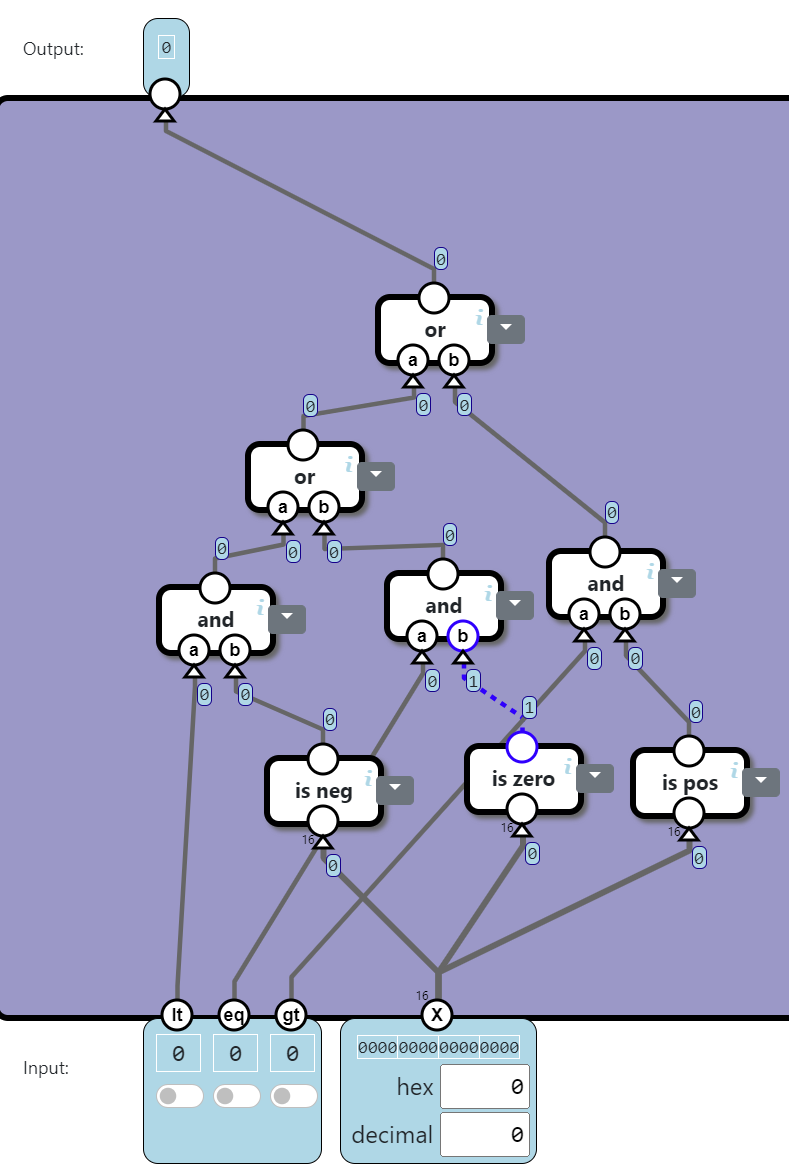 Output:
0
0
i
or
a b
0 0 0
i
or
a b
0
0 0
0 0 0
i
and
a b
i
and
a b
i
and
a b
0 0
0 1
0 0
0
1
0
i
is neg
i
is zero
i
is pos
16
16
16
0
0
0
16
lt eq gt X
Input:
0 0 0
0000000000000000
hex 0
decimal 0